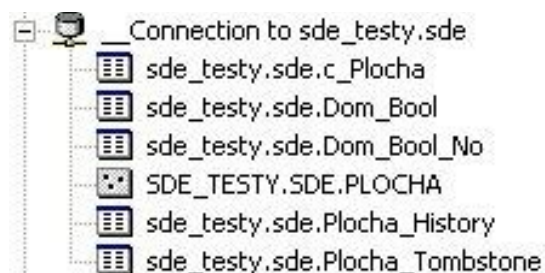 __Connection to sde_testy.sde
sde_testy.sde.c_Plocha
sde_testy.sde.Dom_Bool
sde_testy.sde.Dom_Bool_No
SDE_TESTY.SDE.PLOCHA
sde_testy.sde.Plocha_History
sde_testy.sde.Plocha_Tombstone